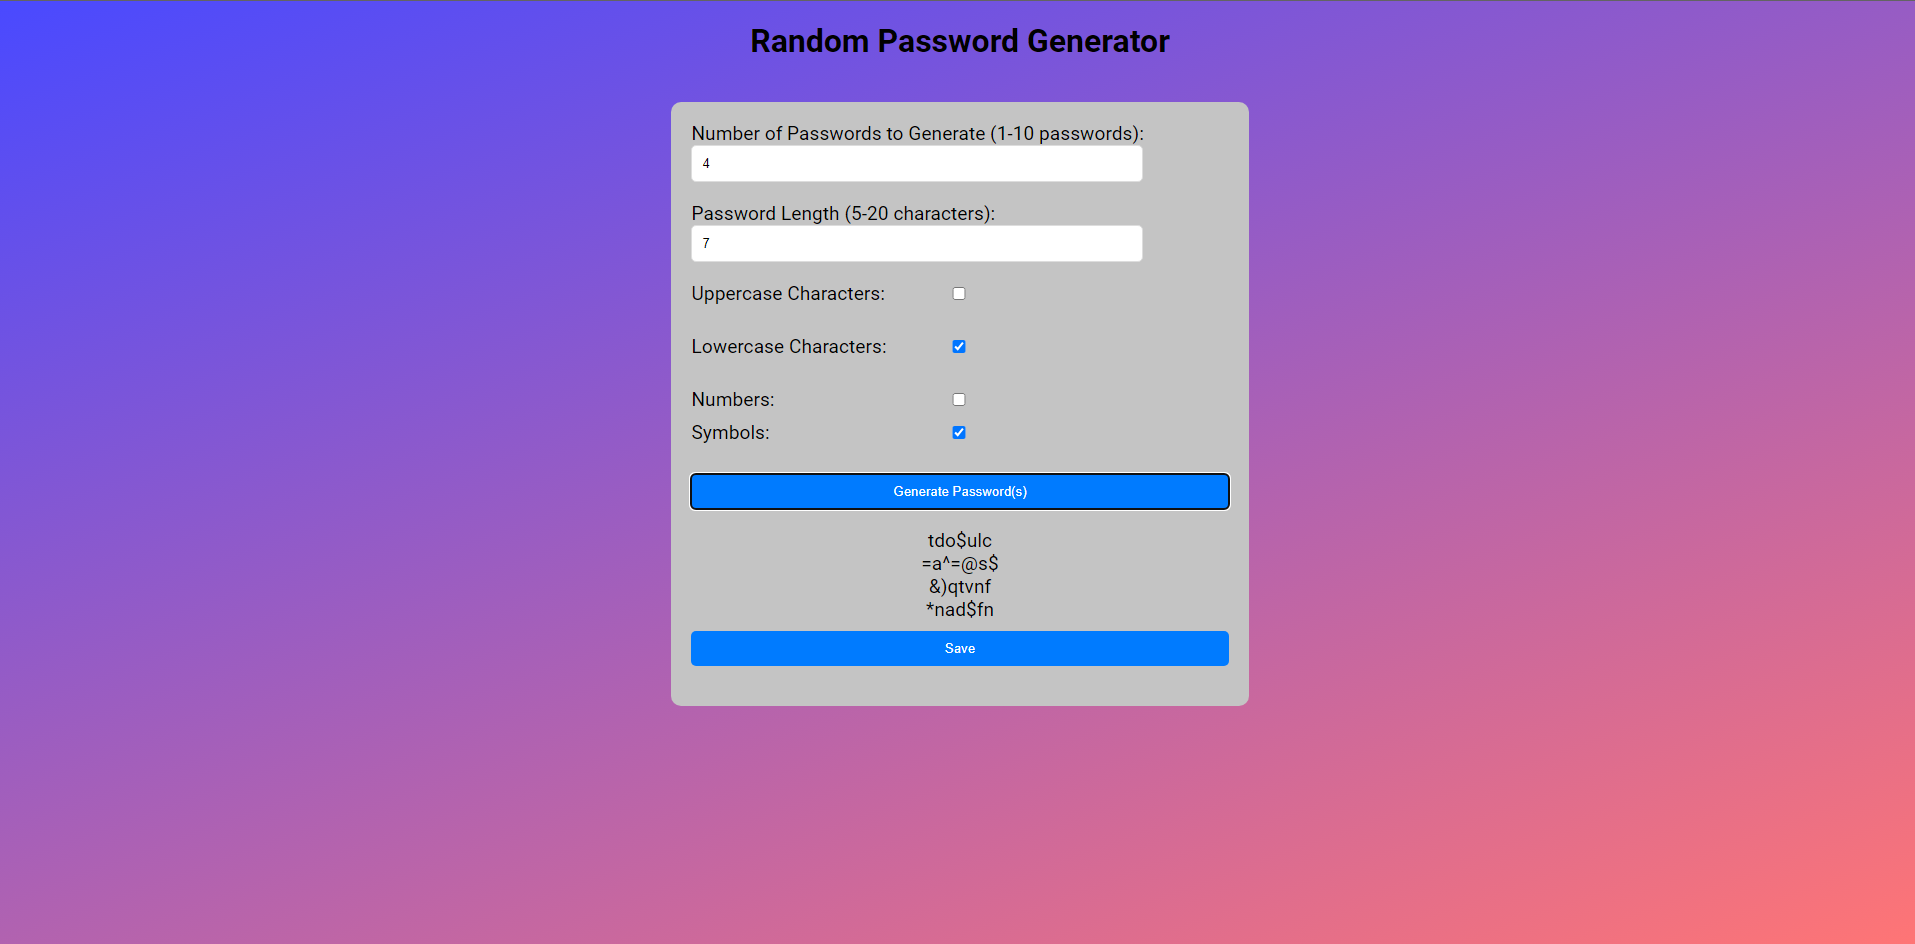 Random Password Generator
Number of Passwords to Generate (1-10 passwords):
4
Password Length (5-20 characters):
7
Uppercase Characters:
Lowercase Characters:
Numbers:
Symbols:
Generate Password(s)
tdo$ulc
=a^=@s$
&)qtvnf
*nad$fn
Save